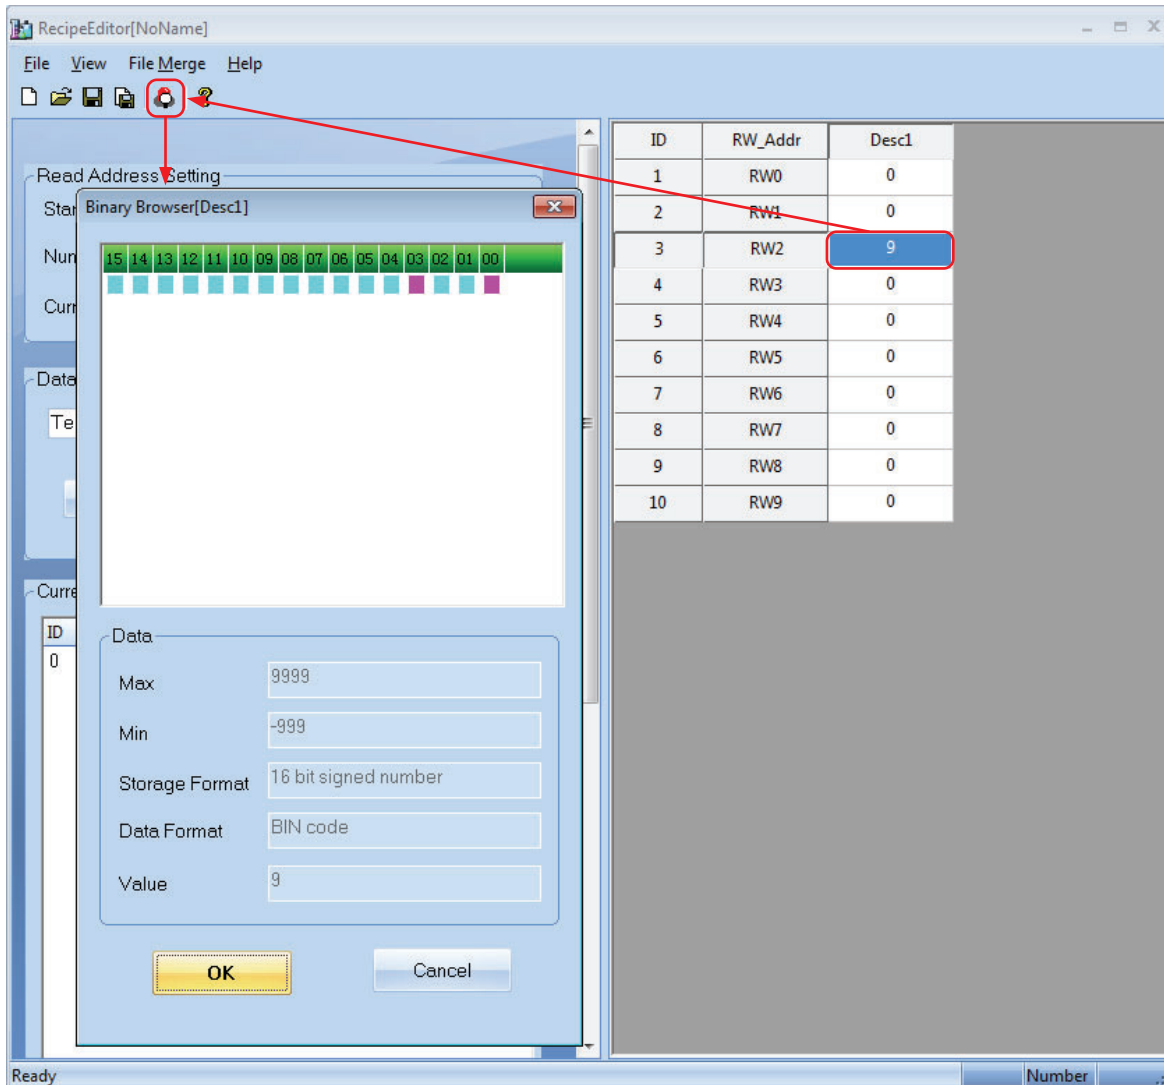 RecipeEditor[NoName]
File View File Merge Help
Read Address Setting
Star
Num
Curr
Data
Te
Curre
ID
0
Binary Browser[Desc1]
15 14 13 12 11 10 09 08 07 06 05 04 03 02 01 00
Data
Max 9999
Min -999
Storage Format 16 bit signed number
Data Format BIN code
Value 9
OK Cancel
ID RW_Addr Desc1
1 RW0 0
2 RW1 0
3 RW2 9
4 RW3 0
5 RW4 0
6 RW5 0
7 RW6 0
8 RW7 0
9 RW8 0
10 RW9 0
Ready Number